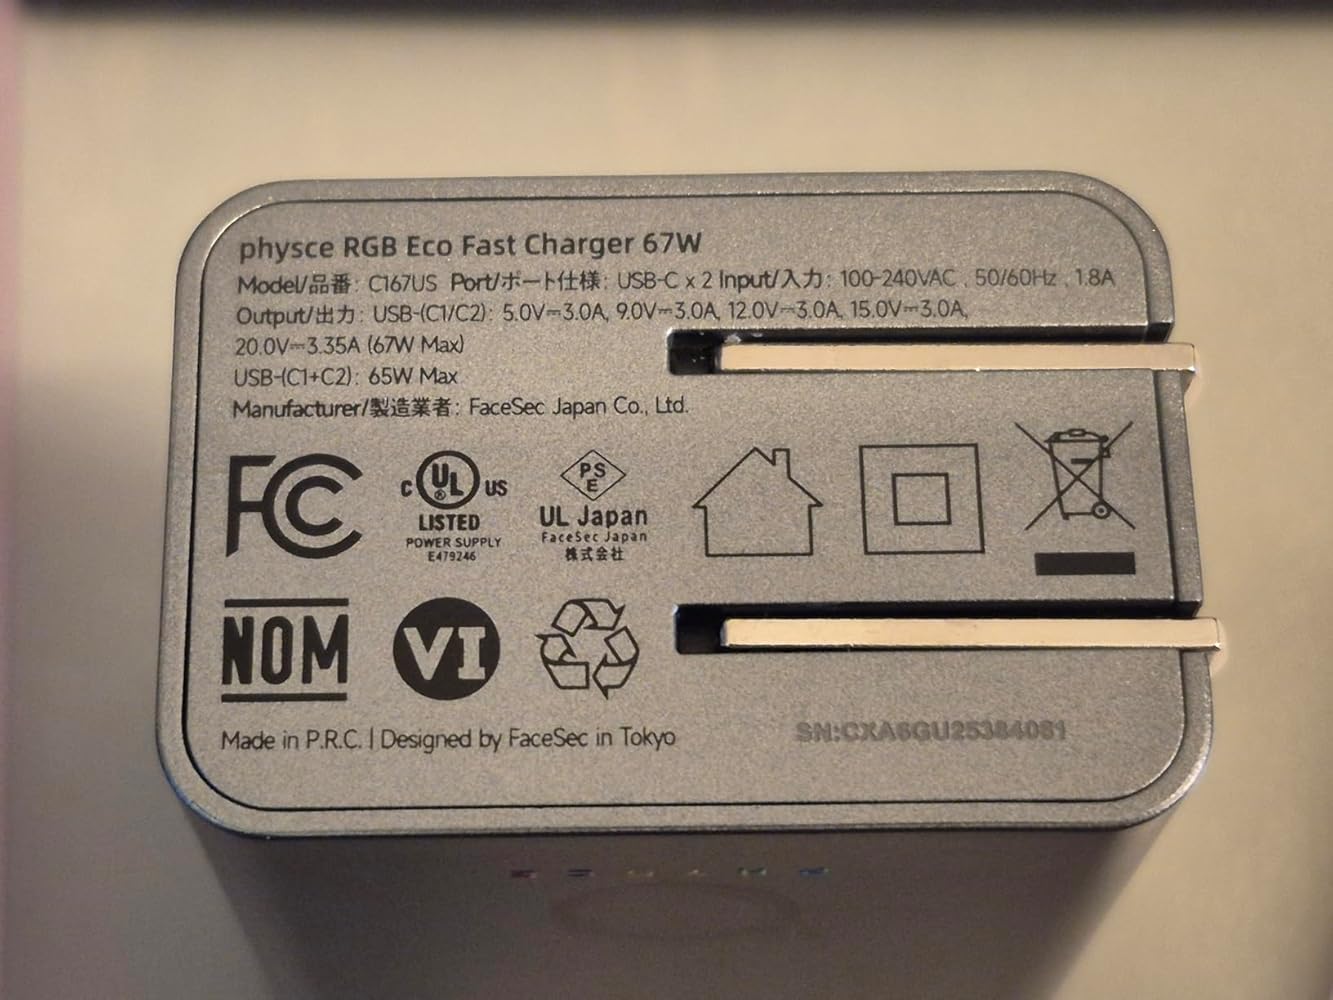 physce RGB Eco Fast Charger 67W
Model/品番: C167US Port/ポート仕様: USB-C x 2 Input/入力: 100-240VAC , 50/60Hz , 1.8A
Output/出力: USB-(C1/C2): 5.0V⎓3.0A, 9.0V⎓3.0A, 12.0V⎓3.0A, 15.0V⎓3.0A,
20.0V⎓3.35A (67W Max)
USB-(C1+C2): 65W Max
Manufacturer/製造業者: FaceSec Japan Co., Ltd.
FC
C UL ® US
LISTED
POWER SUPPLY
E479246
PS
E
UL Japan
FaceSec Japan
株式会社
NOM
VI
Made in P.R.C. | Designed by FaceSec in Tokyo
SN:CXA6GU25384081